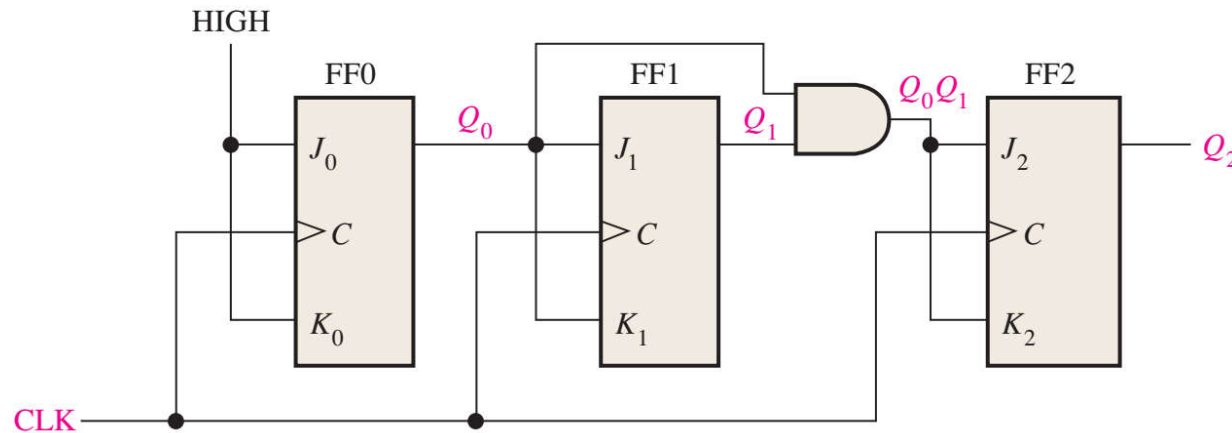 HIGH
FF0
FF1
FF2
Q₀
Q₁
Q₀Q₁
J₀
J₁
J₂
Q₂
C
C
C
K₀
K₁
K₂
CLK